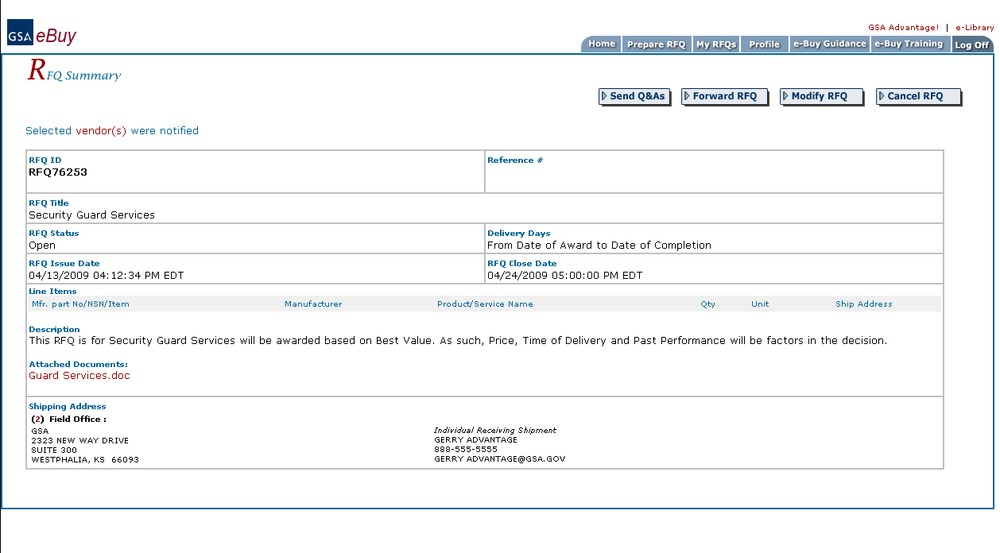 GSA eBuy
GSA Advantage! | e-Library
Home Prepare RFQ My RFQs Profile e-Buy Guidance e-Buy Training Log Off
RFQ Summary
Send Q&As Forward RFQ Modify RFQ Cancel RFQ
Selected vendor(s) were notified
RFQ ID
RFQ76253
Reference #
RFQ Title
Security Guard Services
RFQ Status
Open
Delivery Days
From Date of Award to Date of Completion
RFQ Issue Date
04/13/2009 04:12:34 PM EDT
RFQ Close Date
04/24/2009 05:00:00 PM EDT
Line Items
Mfr. part No/NSN/Item Manufacturer Product/Service Name Qty Unit Ship Address
Description
This RFQ is for Security Guard Services will be awarded based on Best Value. As such, Price, Time of Delivery and Past Performance will be factors in the decision.
Attached Documents:
Guard Services.doc
Shipping Address
(2) Field Office :
GSA
2323 NEW WAY DRIVE
SUITE 300
WESTPHALIA, KS 66093
Individual Receiving Shipment
GERRY ADVANTAGE
888-555-5555
GERRY ADVANTAGE@GSA.GOV